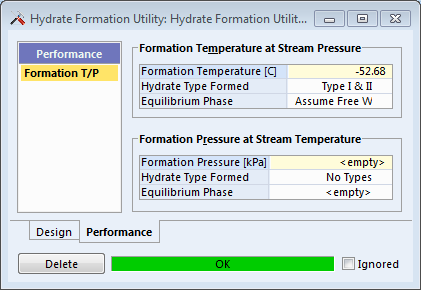 Hydrate Formation Utility: Hydrate Formation Utilit...
Performance
Formation T/P
Formation Temperature at Stream Pressure
Formation Temperature [C] -52.68
Hydrate Type Formed Type I & II
Equilibrium Phase Assume Free W
Formation Pressure at Stream Temperature
Formation Pressure [kPa] <empty>
Hydrate Type Formed No Types
Equilibrium Phase <empty>
Design Performance
Delete OK Ignored